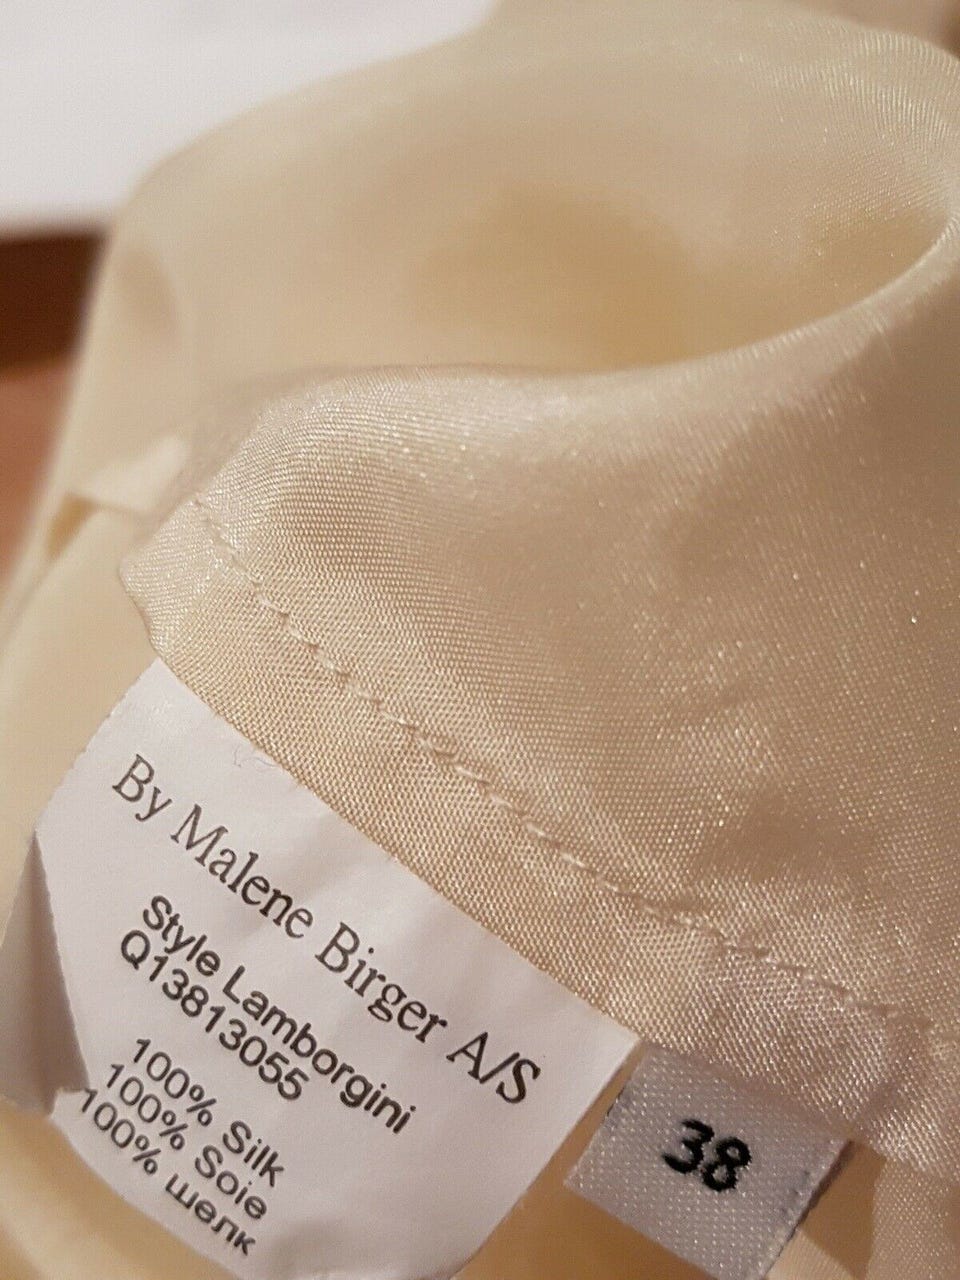 By Malene Birger A/S
Style Lamborgini
Q13813055
100% Silk
100% Soie
100% шелк
38